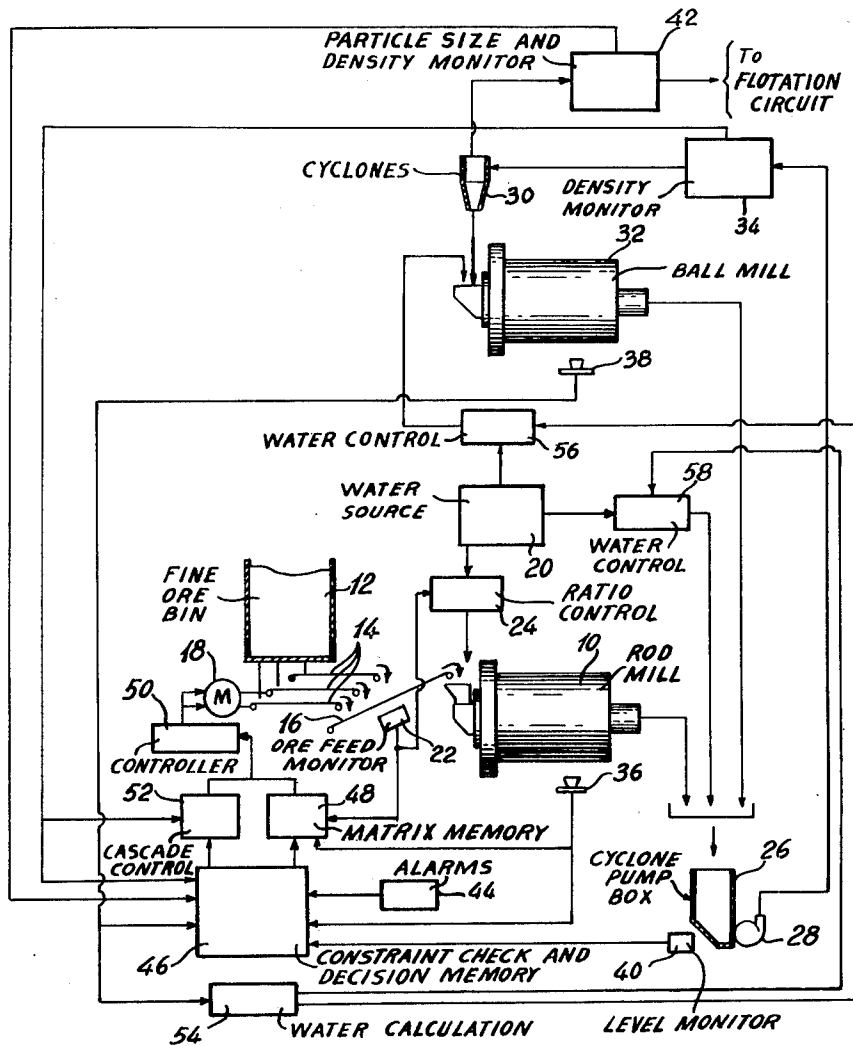 42
PARTICLE SIZE AND
DENSITY MONITOR
To
FLOTATION
CIRCUIT
CYCLONES
30
DENSITY
MONITOR
34
32
BALL MILL
38
WATER CONTROL
56
WATER
SOURCE
20
58
WATER
CONTROL
FINE
ORE
BIN
12
RATIO
CONTROL
24
14
18
M
10
ROD
MILL
50
16
ORE FEED
MONITOR
22
CONTROLLER
52
48
36
MATRIX MEMORY
CASCADE
CONTROL
ALARMS
44
CYCLONE
PUMP
BOX
26
28
46
CONSTRAINT CHECK AND
DECISION MEMORY
40
LEVEL MONITOR
54
WATER CALCULATION